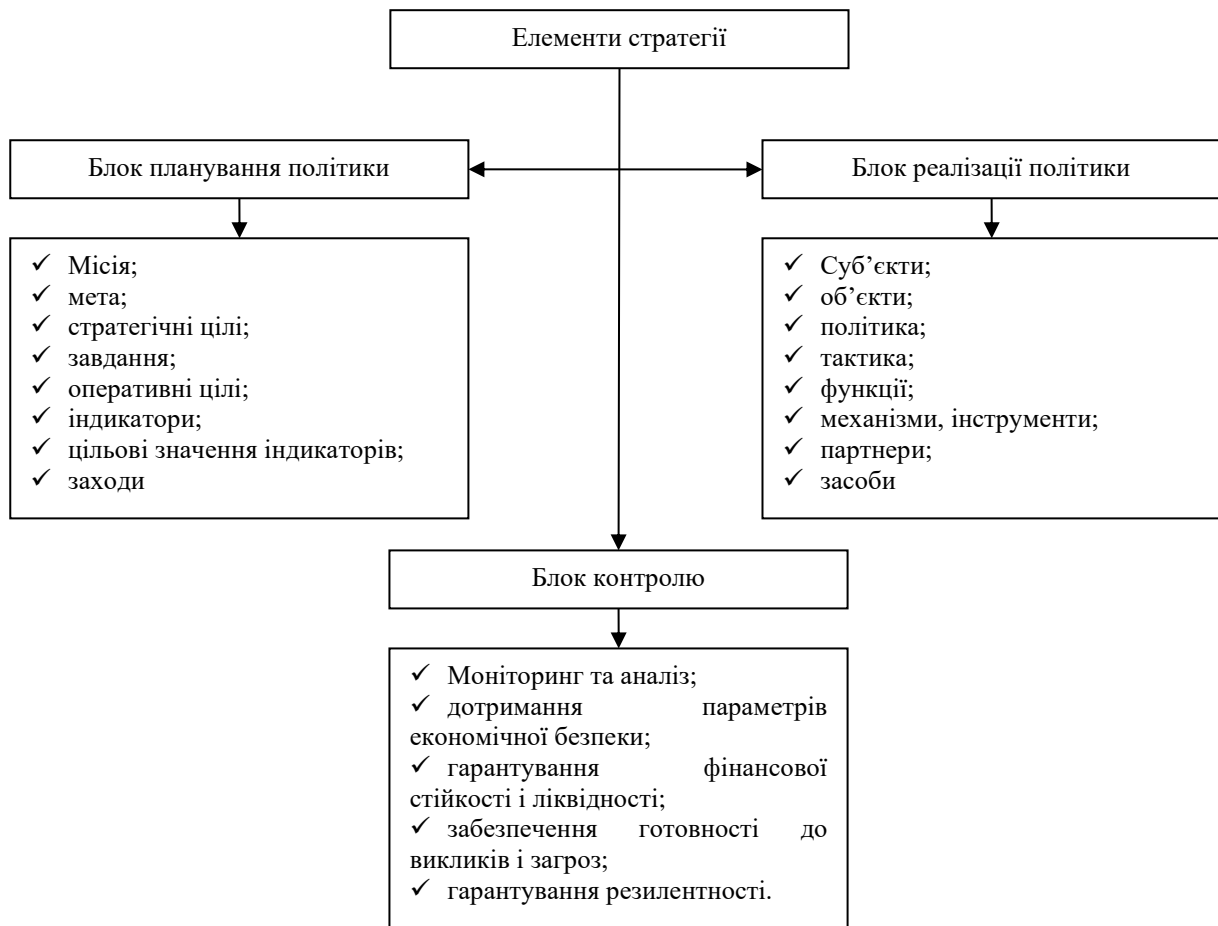 Елементи стратегії
Блок планування політики
Блок реалізації політики
✓ Місія;
✓ мета;
✓ стратегічні цілі;
✓ завдання;
✓ оперативні цілі;
✓ індикатори;
✓ цільові значення індикаторів;
✓ заходи
✓ Суб’єкти;
✓ об’єкти;
✓ політика;
✓ тактика;
✓ функції;
✓ механізми, інструменти;
✓ партнери;
✓ засоби
Блок контролю
✓ Моніторинг та аналіз;
✓ дотримання параметрів
економічної безпеки;
✓ гарантування фінансової
стійкості і ліквідності;
✓ забезпечення готовності до
викликів і загроз;
✓ гарантування резилентності.